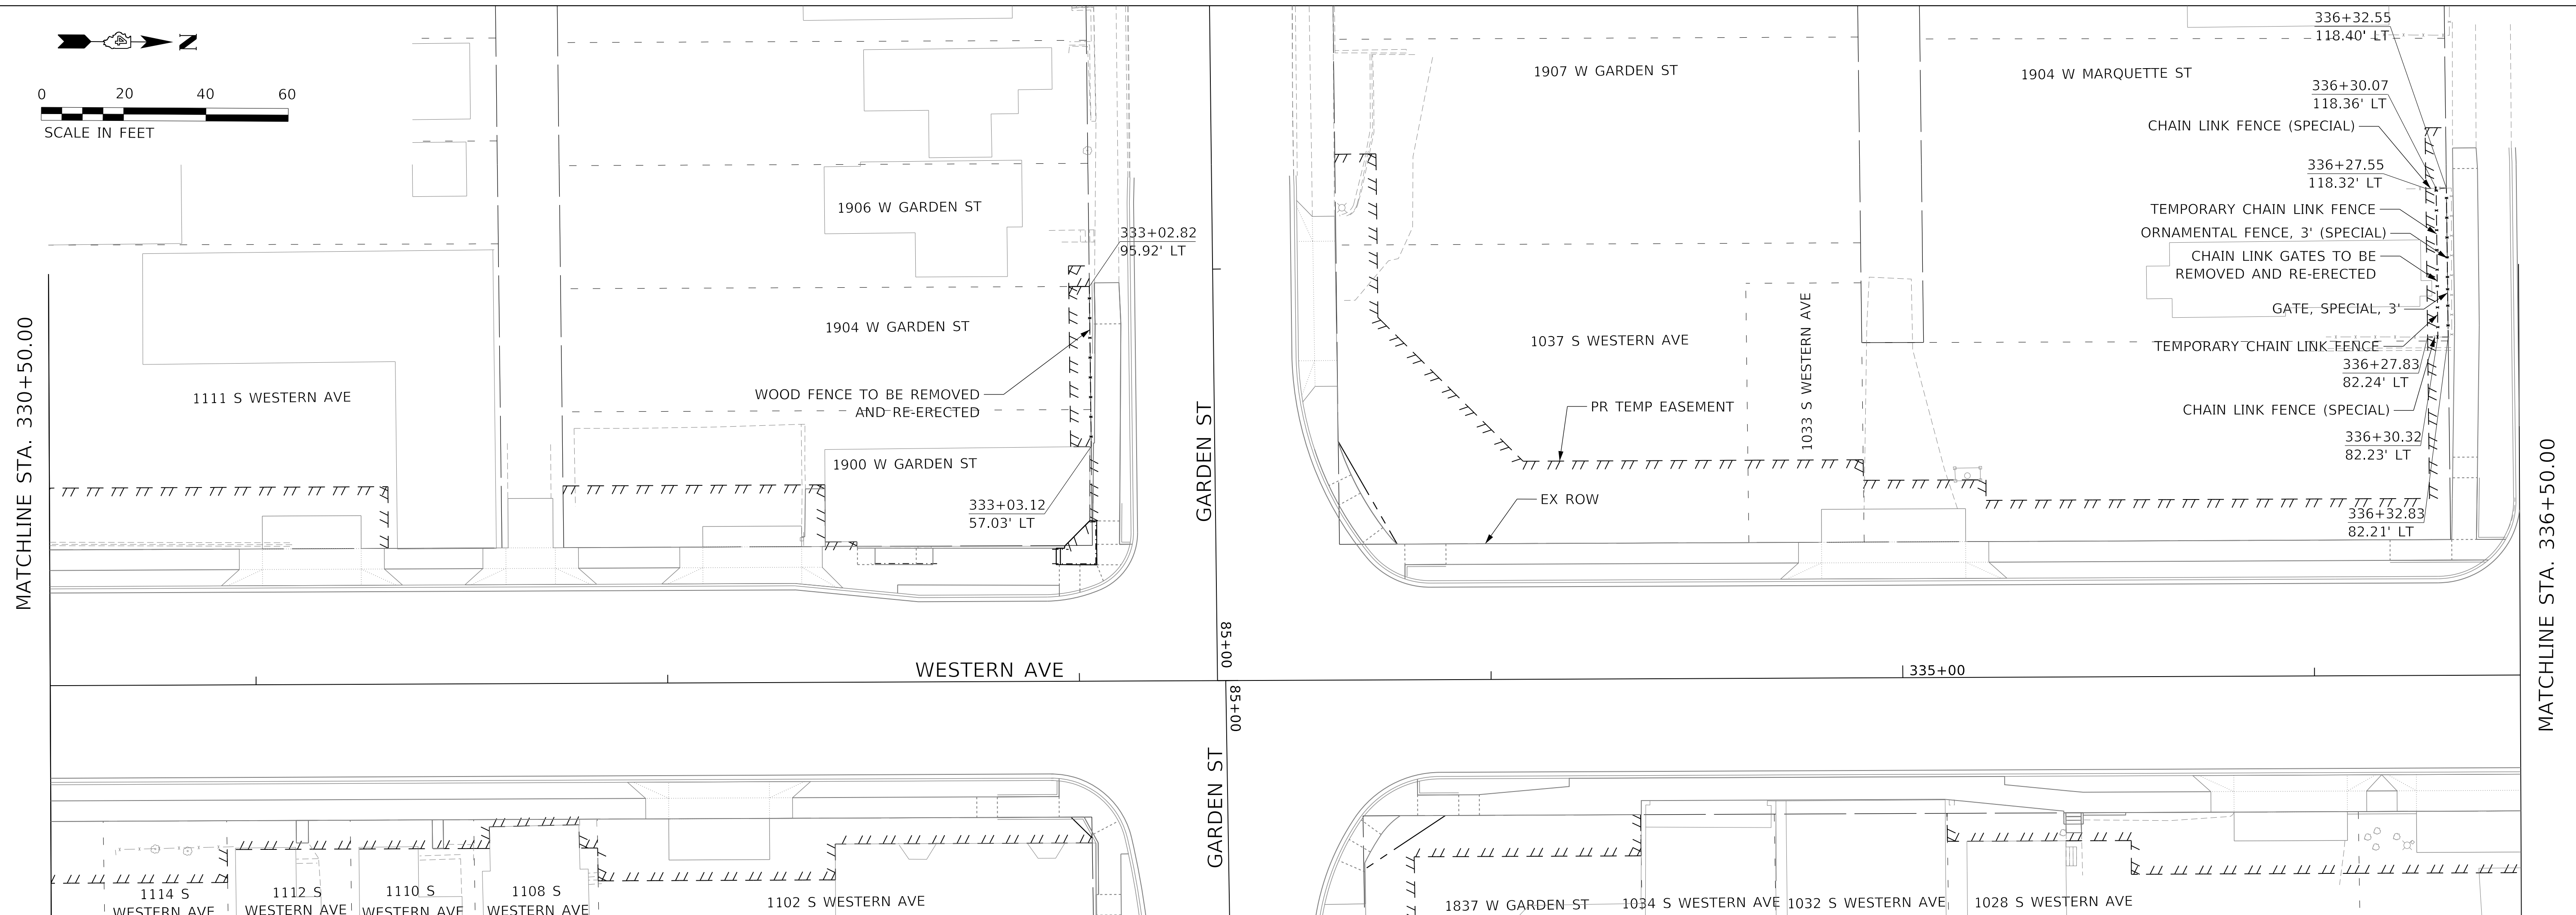 N
0 20 40 60
SCALE IN FEET
MATCHLINE STA. 330+50.00
1111 S WESTERN AVE
1906 W GARDEN ST
333+02.82
95.92' LT
1904 W GARDEN ST
WOOD FENCE TO BE REMOVED
AND RE-ERECTED
1900 W GARDEN ST
333+03.12
57.03' LT
GARDEN ST
85+00
WESTERN AVE
1907 W GARDEN ST
1904 W MARQUETTE ST
1037 S WESTERN AVE
1033 S WESTERN AVE
PR TEMP EASEMENT
EX ROW
336+32.55
118.40' LT
336+30.07
118.36' LT
CHAIN LINK FENCE (SPECIAL)
336+27.55
118.32' LT
TEMPORARY CHAIN LINK FENCE
ORNAMENTAL FENCE, 3' (SPECIAL)
CHAIN LINK GATES TO BE
REMOVED AND RE-ERECTED
GATE, SPECIAL, 3'
TEMPORARY CHAIN LINK FENCE
336+27.83
82.24' LT
CHAIN LINK FENCE (SPECIAL)
336+30.32
82.23' LT
336+32.83
82.21' LT
335+00
MATCHLINE STA. 336+50.00
85+00
GARDEN ST
1114 S
WESTERN AVE
1112 S
WESTERN AVE
1110 S
WESTERN AVE
1108 S
WESTERN AVE
1102 S WESTERN AVE
1837 W GARDEN ST
1034 S WESTERN AVE
1032 S WESTERN AVE
1028 S WESTERN AVE